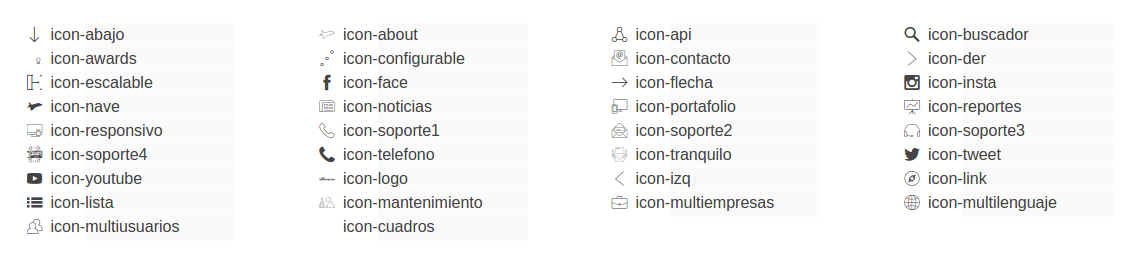 icon-abajo
icon-about
icon-api
icon-buscador
icon-awards
icon-configurable
icon-contacto
icon-der
icon-escalable
icon-face
icon-flecha
icon-insta
icon-nave
icon-noticias
icon-portafolio
icon-reportes
icon-responsivo
icon-soporte1
icon-soporte2
icon-soporte3
icon-soporte4
icon-telefono
icon-tranquilo
icon-tweet
icon-youtube
icon-logo
icon-izq
icon-link
icon-lista
icon-mantenimiento
icon-multiempresas
icon-multilenguaje
icon-multiusuarios
icon-cuadros